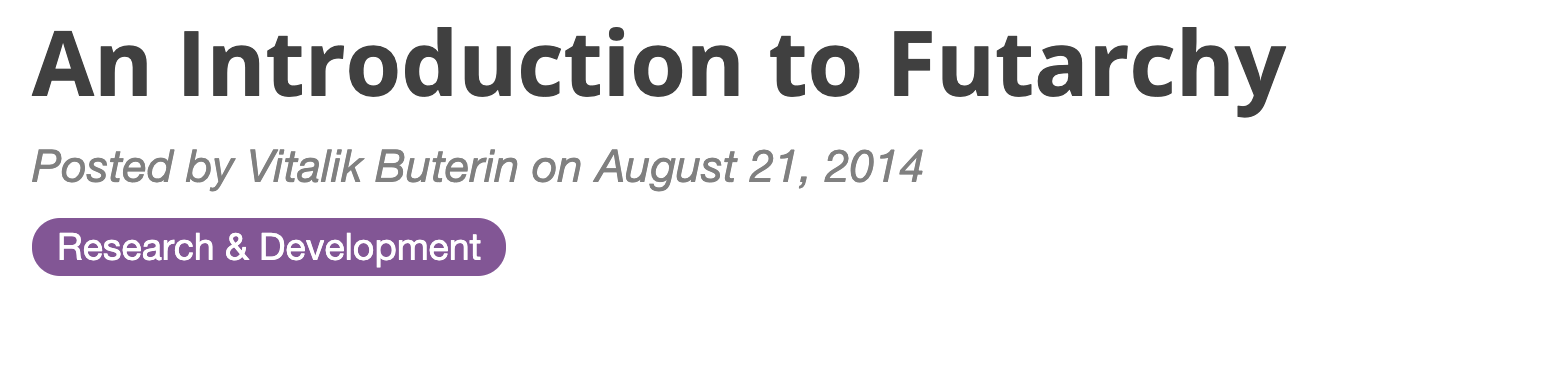 An Introduction to Futarchy
Posted by Vitalik Buterin on August 21, 2014
Research & Development